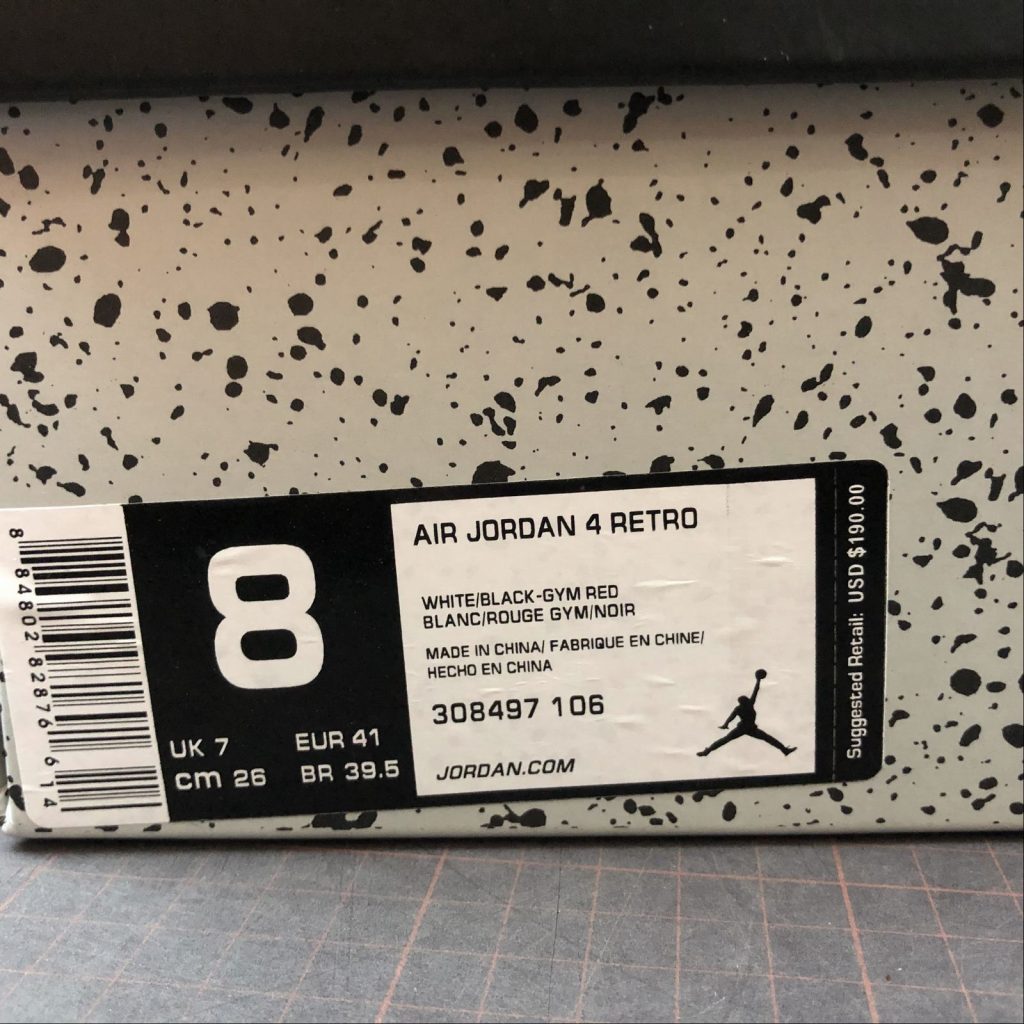 8 84802 82876 614
8
UK 7 EUR 41
cm 26 BR 39.5
AIR JORDAN 4 RETRO
WHITE/BLACK-GYM RED
BLANC/ROUGE GYM/NOIR
MADE IN CHINA/ FABRIQUE EN CHINE/
HECHO EN CHINA
308497 106
JORDAN.COM
Suggested Retail: USD $190.00